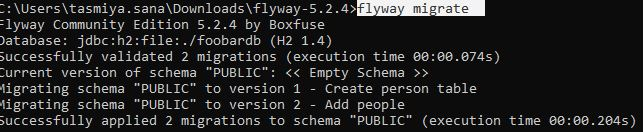 C:\Users\tasmiya.sana\Downloads\flyway-5.2.4>flyway migrate
Flyway Community Edition 5.2.4 by Boxfuse
Database: jdbc:h2:file:./foobardb (H2 1.4)
Successfully validated 2 migrations (execution time 00:00.074s)
Current version of schema "PUBLIC": << Empty Schema >>
Migrating schema "PUBLIC" to version 1 - Create person table
Migrating schema "PUBLIC" to version 2 - Add people
Successfully applied 2 migrations to schema "PUBLIC" (execution time 00:00.204s)